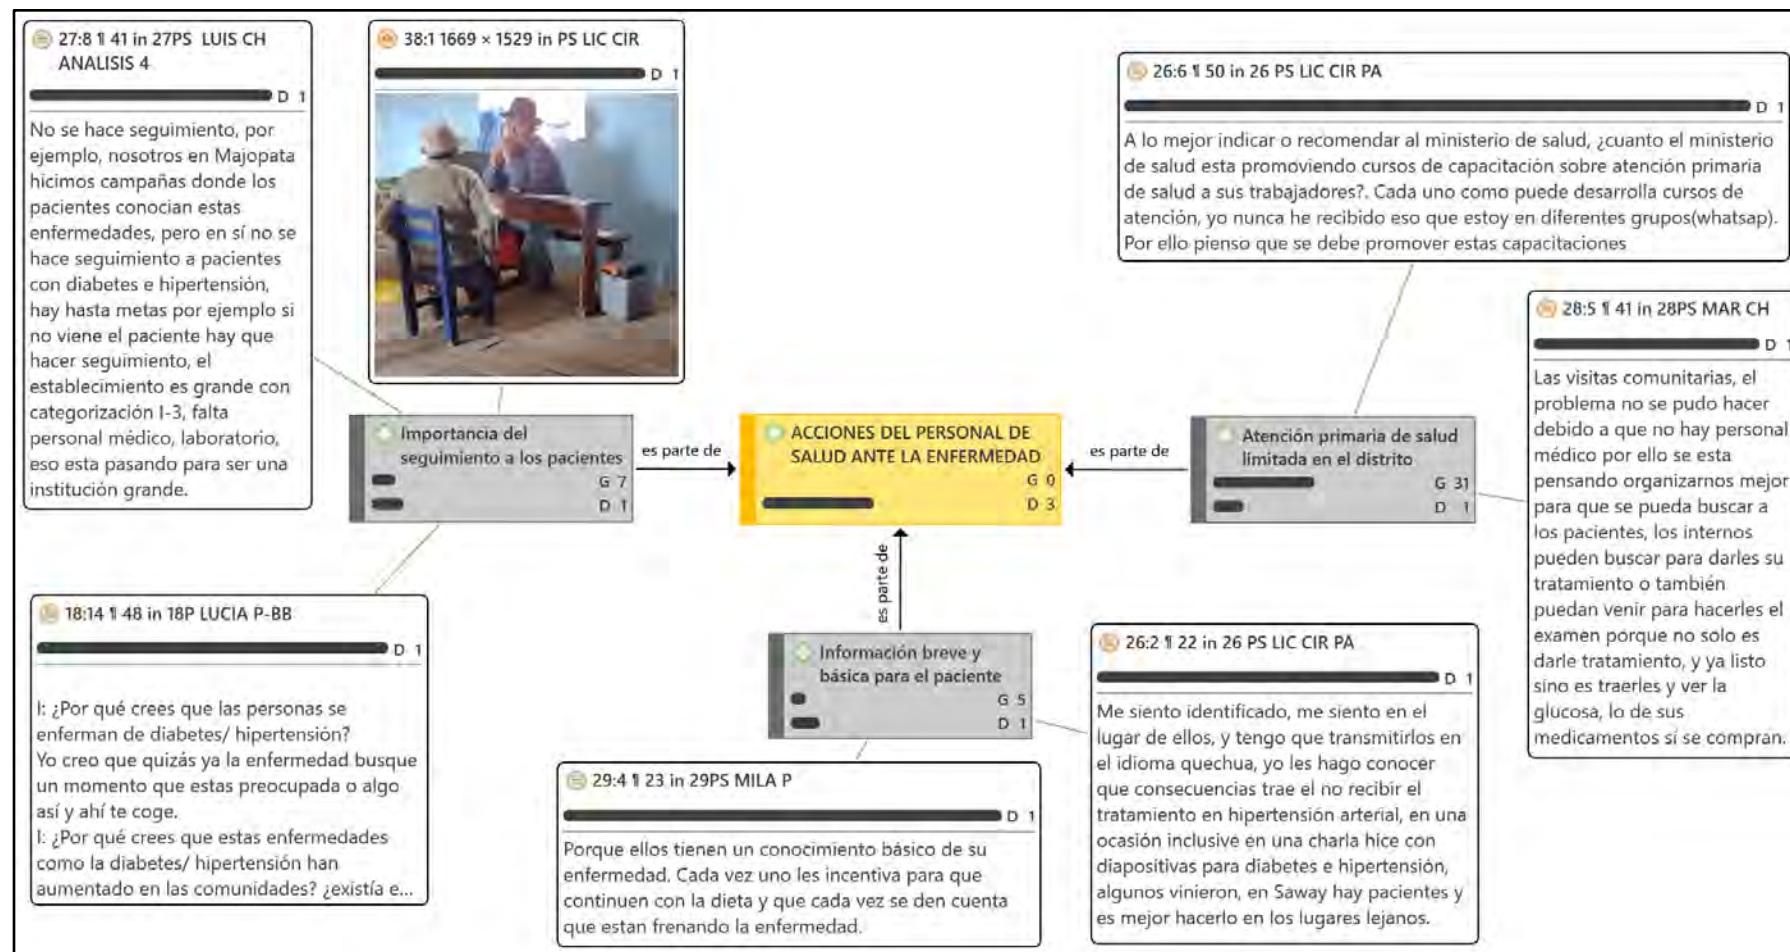 27:8 ¶ 41 in 27PS LUIS CH
ANALISIS 4
D 1
No se hace seguimiento, por
ejemplo, nosotros en Majopata
hicimos campañas donde los
pacientes conocian estas
enfermedades, pero en sí no se
hace seguimiento a pacientes
con diabetes e hipertensión,
hay hasta metas por ejemplo si
no viene el paciente hay que
hacer seguimiento, el
establecimiento es grande con
categorización I-3, falta
personal médico, laboratorio,
eso esta pasando para ser una
institución grande.
38:1 1669 × 1529 in PS LIC CIR
D 1
26:6 ¶ 50 in 26 PS LIC CIR PA
D 1
A lo mejor indicar o recomendar al ministerio de salud, ¿cuanto el ministerio
de salud esta promoviendo cursos de capacitación sobre atención primaria
de salud a sus trabajadores?. Cada uno como puede desarrolla cursos de
atención, yo nunca he recibido eso que estoy en diferentes grupos(whatsap).
Por ello pienso que se debe promover estas capacitaciones
28:5 ¶ 41 in 28PS MAR CH
D 1
Las visitas comunitarias, el
problema no se pudo hacer
debido a que no hay personal
médico por ello se esta
pensando organizarnos mejor
para que se pueda buscar a
los pacientes, los internos
pueden buscar para darles su
tratamiento o también
puedan venir para hacerles el
examen porque no solo es
darle tratamiento, y ya listo
sino es traerles y ver la
glucosa, lo de sus
medicamentos sí se compran.
Importancia del
seguimiento a los pacientes
G 7
D 1
es parte de
ACCIONES DEL PERSONAL DE
SALUD ANTE LA ENFERMEDAD
G 0
D 3
es parte de
Atención primaria de salud
limitada en el distrito
G 31
D 1
es parte de
Información breve y
básica para el paciente
G 5
D 1
18:14 ¶ 48 in 18P LUCIA P-BB
D 1
I: ¿Por qué crees que las personas se
enferman de diabetes/ hipertensión?
Yo creo que quizás ya la enfermedad busque
un momento que estas preocupada o algo
así y ahí te coge.
I: ¿Por qué crees que estas enfermedades
como la diabetes/ hipertensión han
aumentado en las comunidades? ¿existía e...
29:4 ¶ 23 in 29PS MILA P
D 1
Porque ellos tienen un conocimiento básico de su
enfermedad. Cada vez uno les incentiva para que
continuen con la dieta y que cada vez se den cuenta
que estan frenando la enfermedad.
26:2 ¶ 22 in 26 PS LIC CIR PA
D 1
Me siento identificado, me siento en el
lugar de ellos, y tengo que transmitirlos en
el idioma quechua, yo les hago conocer
que consecuencias trae el no recibir el
tratamiento en hipertensión arterial, en una
ocasión inclusive en una charla hice con
diapositivas para diabetes e hipertensión,
algunos vinieron, en Saway hay pacientes y
es mejor hacerlo en los lugares lejanos.